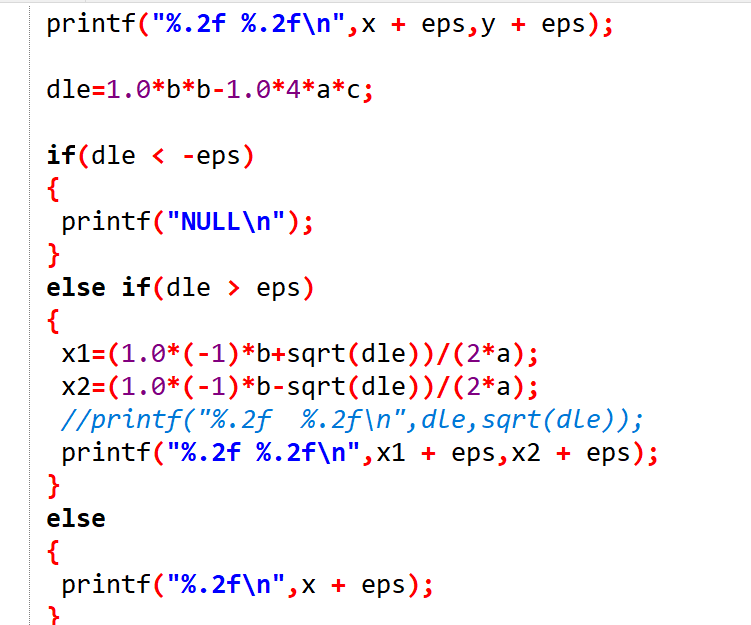 printf("%.2f %.2f\n",x + eps,y + eps);
dle=1.0*b*b-1.0*4*a*c;
if(dle < -eps)
{
printf("NULL\n");
}
else if(dle > eps)
{
x1=(1.0*(-1)*b+sqrt(dle))/(2*a);
x2=(1.0*(-1)*b-sqrt(dle))/(2*a);
//printf("%.2f  %.2f\n",dle,sqrt(dle));
printf("%.2f %.2f\n",x1 + eps,x2 + eps);
}
else
{
printf("%.2f\n",x + eps);
}